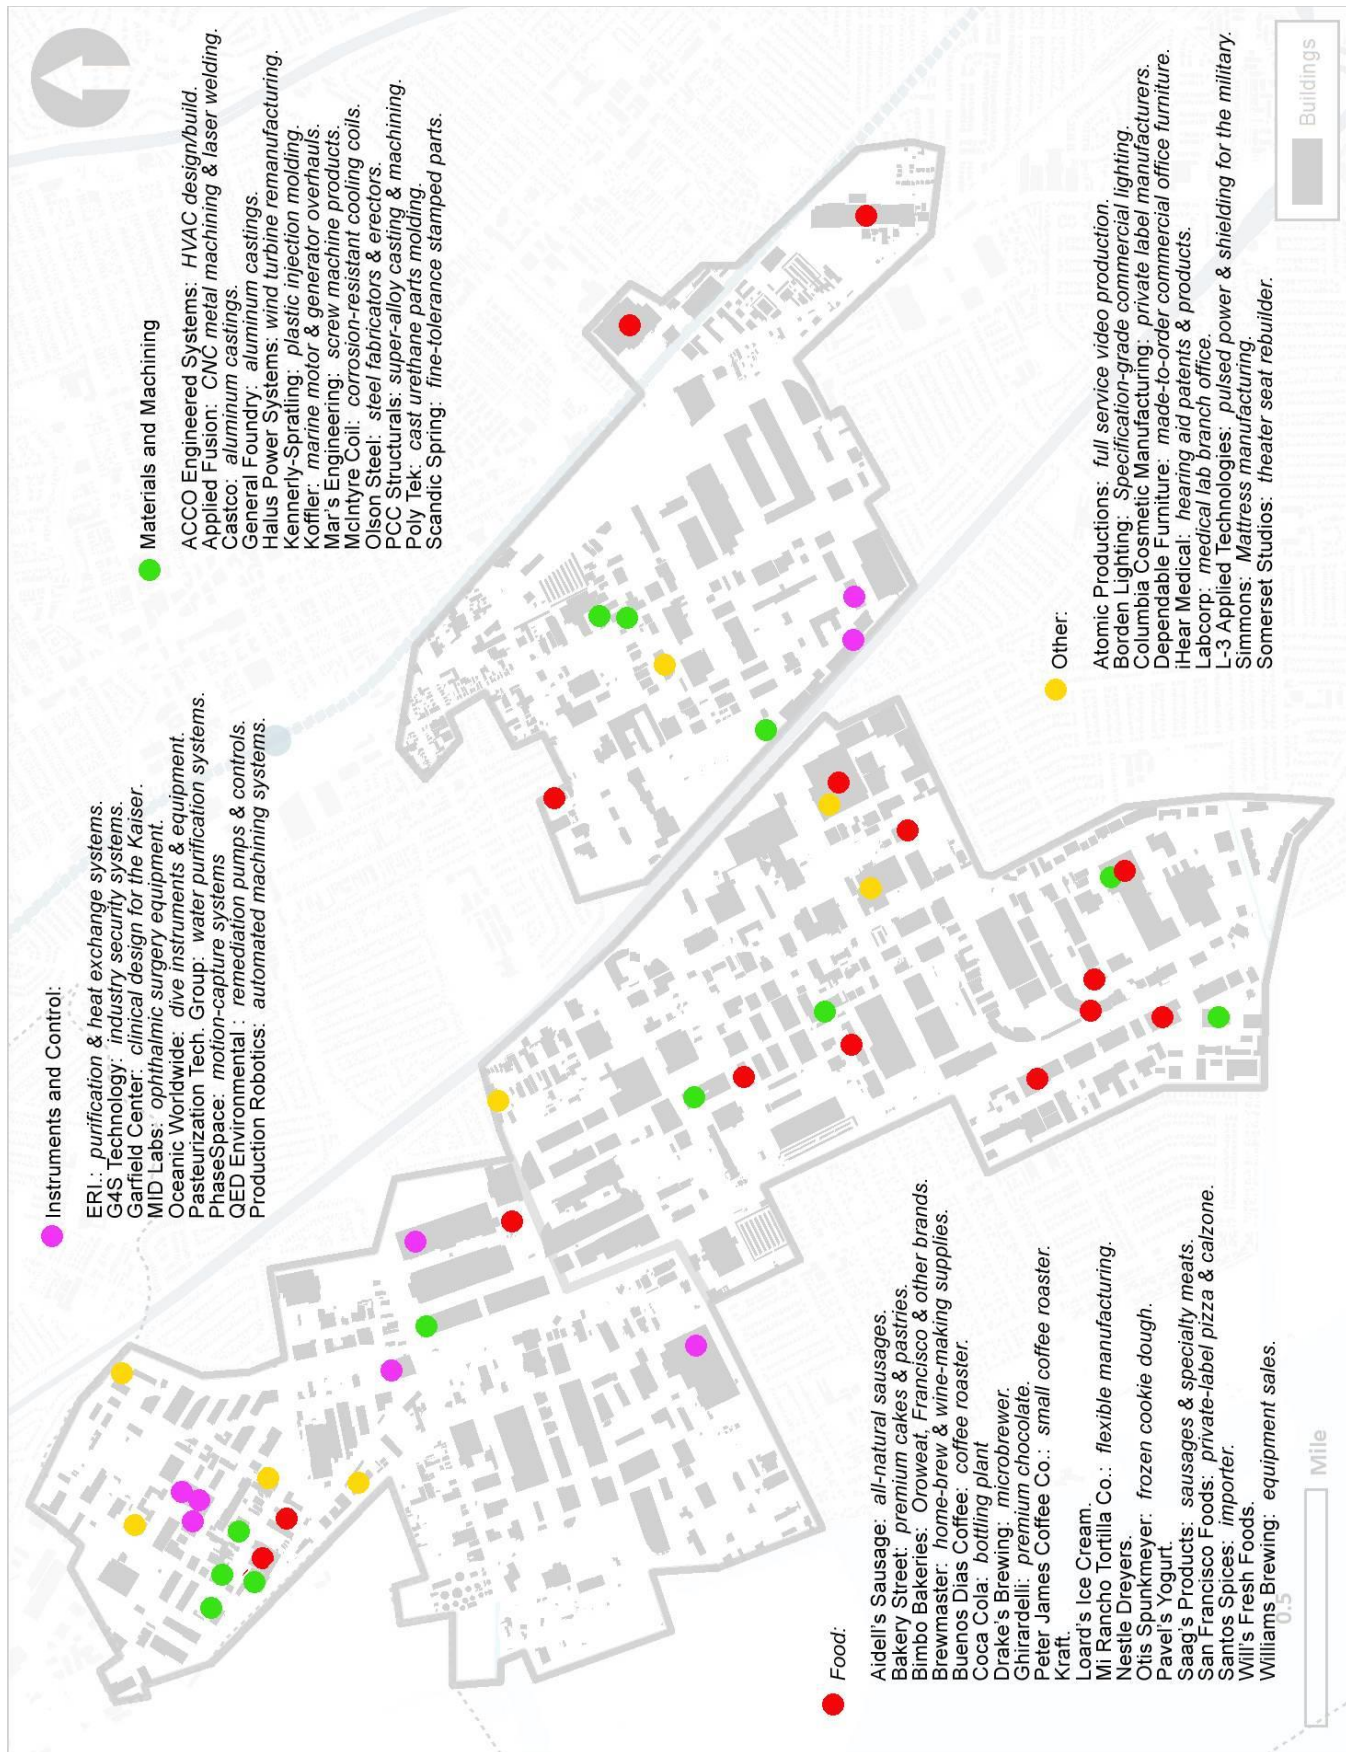 Instruments and Control:
ERI.: purification & heat exchange systems.
G4S Technology: industry security systems.
Garfield Center: clinical design for the Kaiser.
MID Labs: ophthalmic surgery equipment.
Oceanic Worldwide: dive instruments & equipment.
Pasteurization Tech. Group: water purification systems.
PhaseSpace: motion-capture systems
QED Environmental : remediation pumps & controls.
Production Robotics: automated machining systems.
Materials and Machining
ACCO Engineered Systems: HVAC design/build.
Applied Fusion: CNC metal machining & laser welding.
Castco: aluminum castings.
General Foundry: aluminum castings.
Halus Power Systems: wind turbine remanufacturing.
Kennerly-Spratling: plastic injection molding.
Koffler: marine motor & generator overhauls.
Mar's Engineering: screw machine products.
McIntyre Coil: corrosion-resistant cooling coils.
Olson Steel: steel fabricators & erectors.
PCC Structurals: super-alloy casting & machining.
Poly Tek: cast urethane parts molding.
Scandic Spring: fine-tolerance stamped parts.
Food:
Aidell's Sausage: all-natural sausages.
Bakery Street: premium cakes & pastries.
Bimbo Bakeries: Oroweat, Francisco & other brands.
Brewmaster: home-brew & wine-making supplies.
Buenos Dias Coffee: coffee roaster.
Coca Cola: bottling plant
Drake's Brewing: microbrewer.
Ghirardelli: premium chocolate.
Peter James Coffee Co.: small coffee roaster.
Kraft.
Loard's Ice Cream.
Mi Rancho Tortilla Co.: flexible manufacturing.
Nestle Dreyers.
Otis Spunkmeyer: frozen cookie dough.
Pavel's Yogurt.
Saag's Products: sausages & specialty meats.
San Francisco Foods: private-label pizza & calzone.
Santos Spices: importer.
Will's Fresh Foods.
Williams Brewing: equipment sales.
Other:
Atomic Productions: full service video production.
Borden Lighting: Specification-grade commercial lighting.
Columbia Cosmetic Manufacturing: private label manufacturers.
Dependable Furniture: made-to-order commercial office furniture.
iHear Medical: hearing aid patents & products.
Labcorp: medical lab branch office.
L-3 Applied Technologies: pulsed power & shielding for the military.
Simmons: Mattress manufacturing.
Somerset Studios: theater seat rebuilder.
0.5
Mile
Buildings